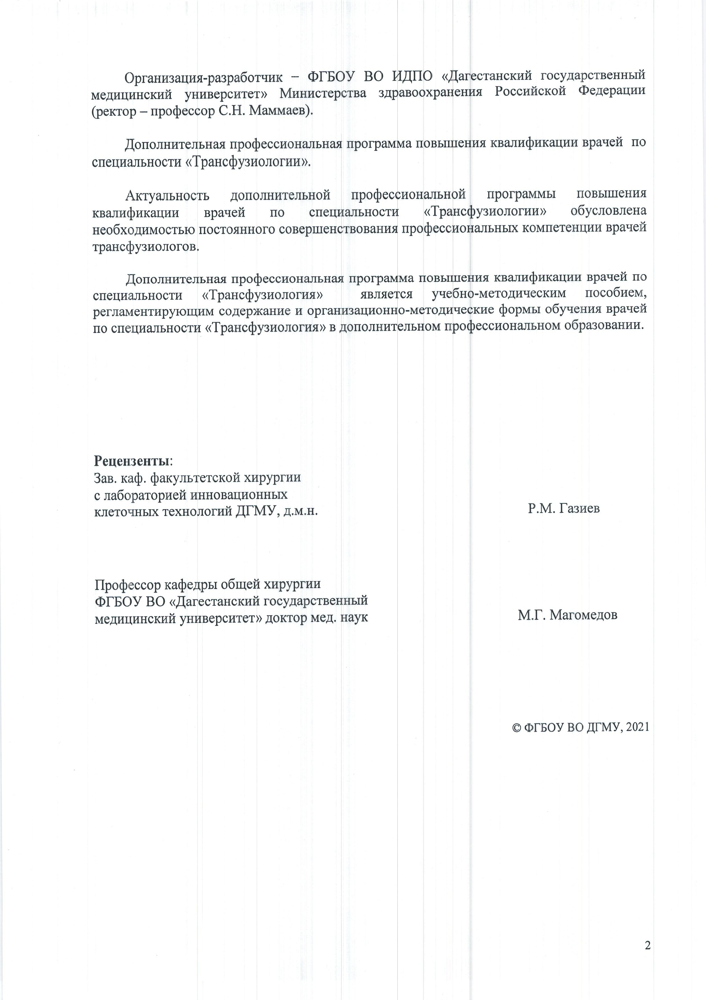 Организация-разработчик – ФГБОУ ВО ИДПО «Дагестанский государственный
медицинский университет» Министерства здравоохранения Российской Федерации
(ректор – профессор С.Н. Маммаев).
Дополнительная профессиональная программа повышения квалификации врачей по
специальности «Трансфузиологии».
Актуальность дополнительной профессиональной программы повышения
квалификации врачей по специальности «Трансфузиологии» обусловлена
необходимостью постоянного совершенствования профессиональных компетенции врачей
трансфузиологов.
Дополнительная профессиональная программа повышения квалификации врачей по
специальности «Трансфузиология» является учебно-методическим пособием,
регламентирующим содержание и организационно-методические формы обучения врачей
по специальности «Трансфузиология» в дополнительном профессиональном образовании.
Рецензенты:
Зав. каф. факультетской хирургии
с лабораторией инновационных
клеточных технологий ДГМУ, д.м.н. Р.М. Газиев
Профессор кафедры общей хирургии
ФГБОУ ВО «Дагестанский государственный
медицинский университет» доктор мед. наук М.Г. Магомедов
© ФГБОУ ВО ДГМУ, 2021
2